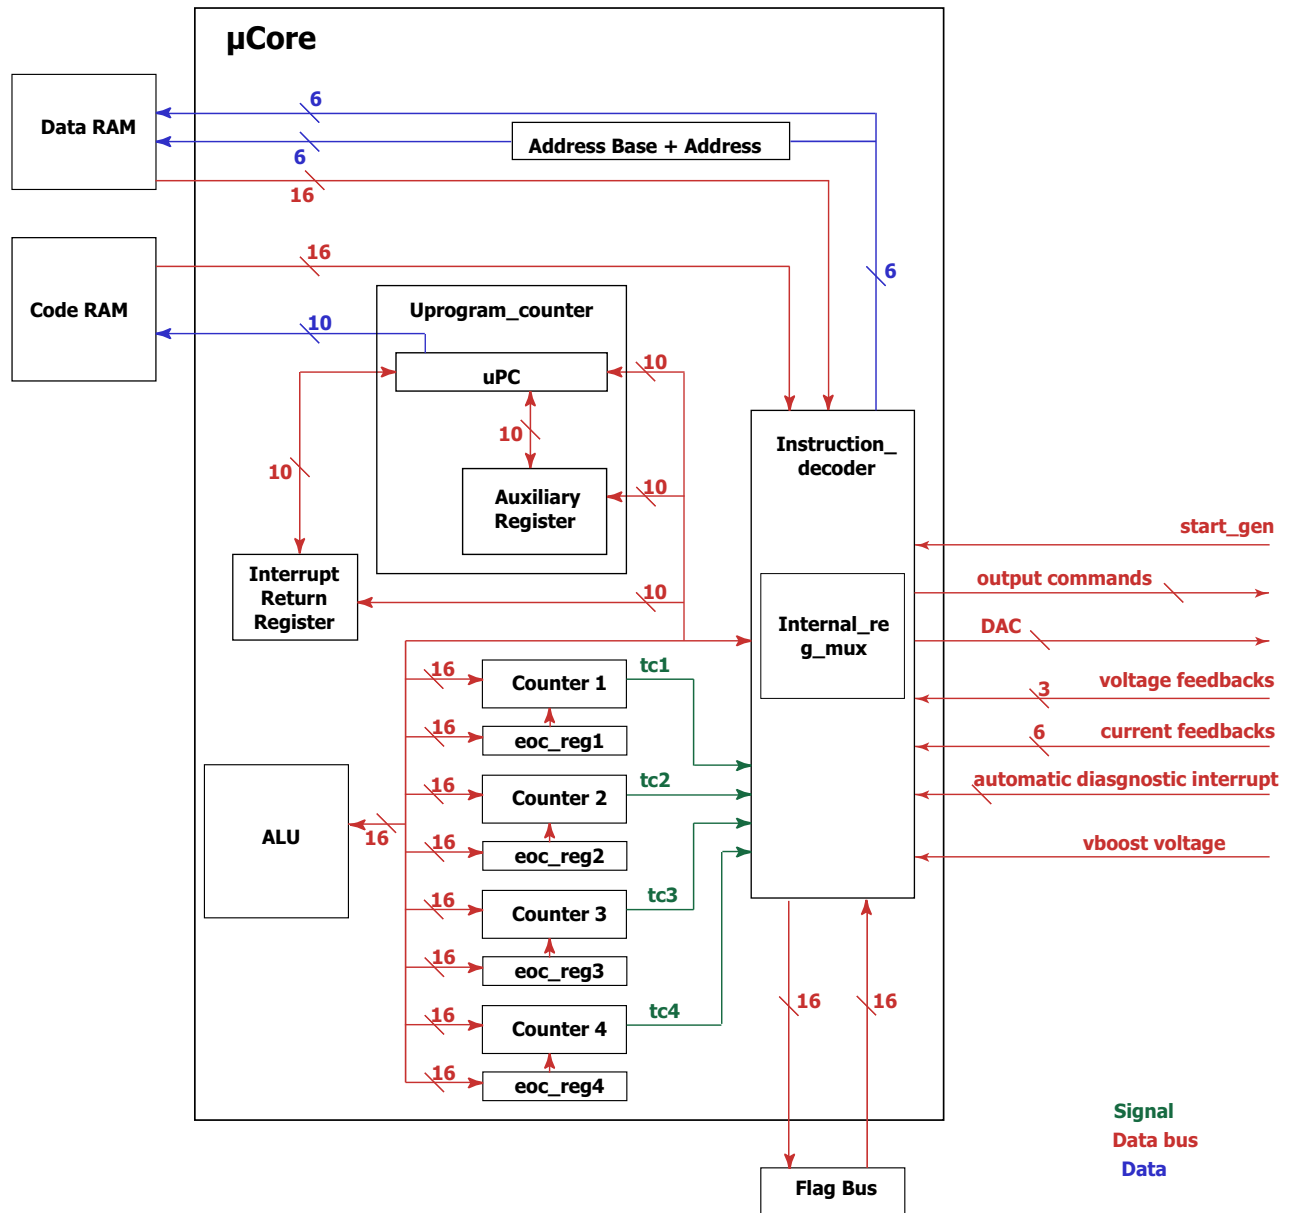 µCore
6
Data RAM
Address Base + Address
6
16
16
6
Code RAM
Uprogram_counter
10
uPC
10
10
10
Instruction_
decoder
10
Auxiliary
Register
start_gen
Interrupt
Return
Register
10
output commands
Internal_re
g_mux
DAC
16
Counter 1
tc1
3
voltage feedbacks
16
eoc_reg1
6
current feedbacks
16
Counter 2
tc2
automatic diasgnostic interrupt
ALU
16
16
eoc_reg2
vboost voltage
16
Counter 3
tc3
16
eoc_reg3
16
Counter 4
tc4
16
16
16
eoc_reg4
Signal
Data bus
Data
Flag Bus